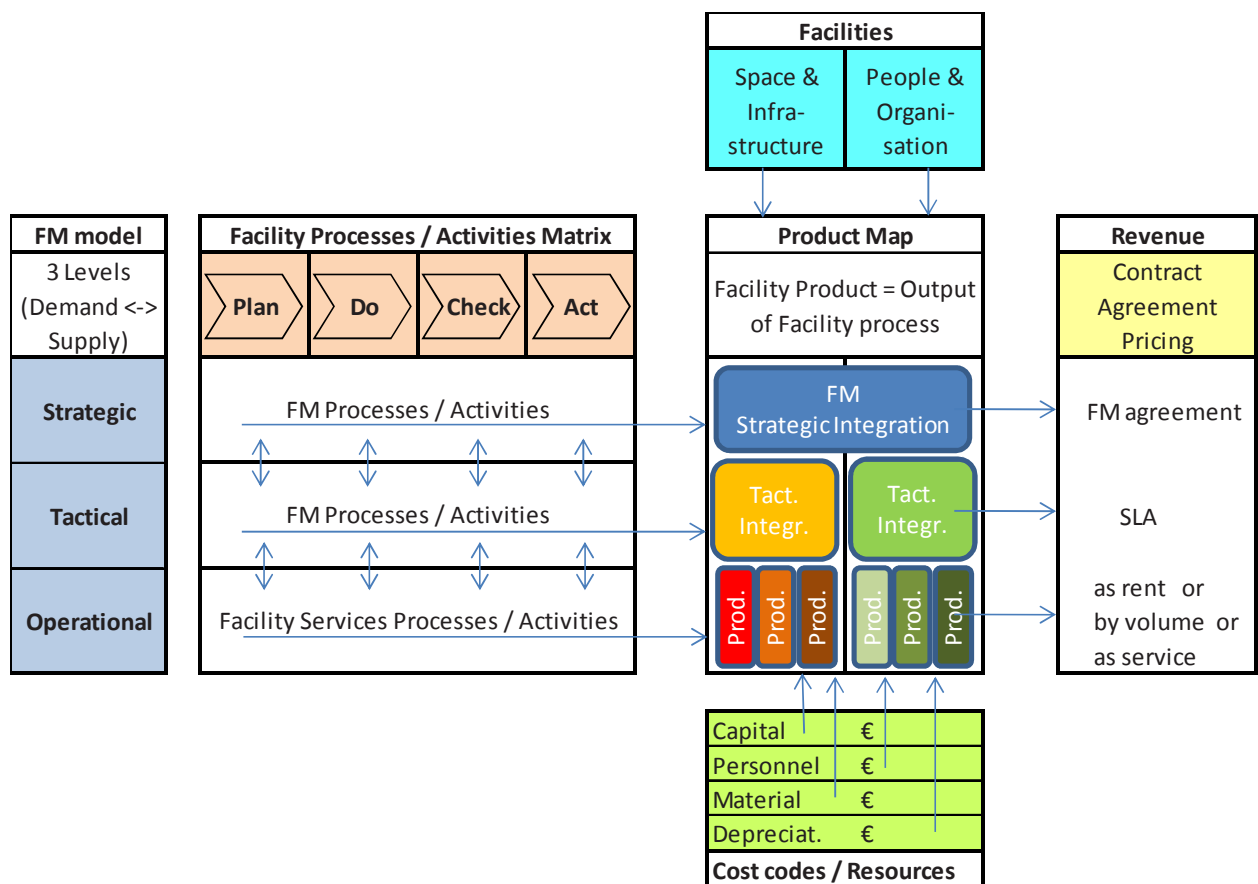 Facilities
Space &
Infra-
structure
People &
Organi-
sation
FM model
3 Levels
(Demand <->
Supply)
Strategic
Tactical
Operational
Facility Processes / Activities Matrix
Plan
Do
Check
Act
FM Processes / Activities
FM Processes / Activities
Facility Services Processes / Activities
Product Map
Facility Product = Output
of Facility process
FM
Strategic Integration
Tact.
Integr.
Tact.
Integr.
Prod.
Prod.
Prod.
Prod.
Prod.
Prod.
Revenue
Contract
Agreement
Pricing
FM agreement
SLA
as rent or
by volume or
as service
Capital €
Personnel €
Material €
Depreciat. €
Cost codes / Resources